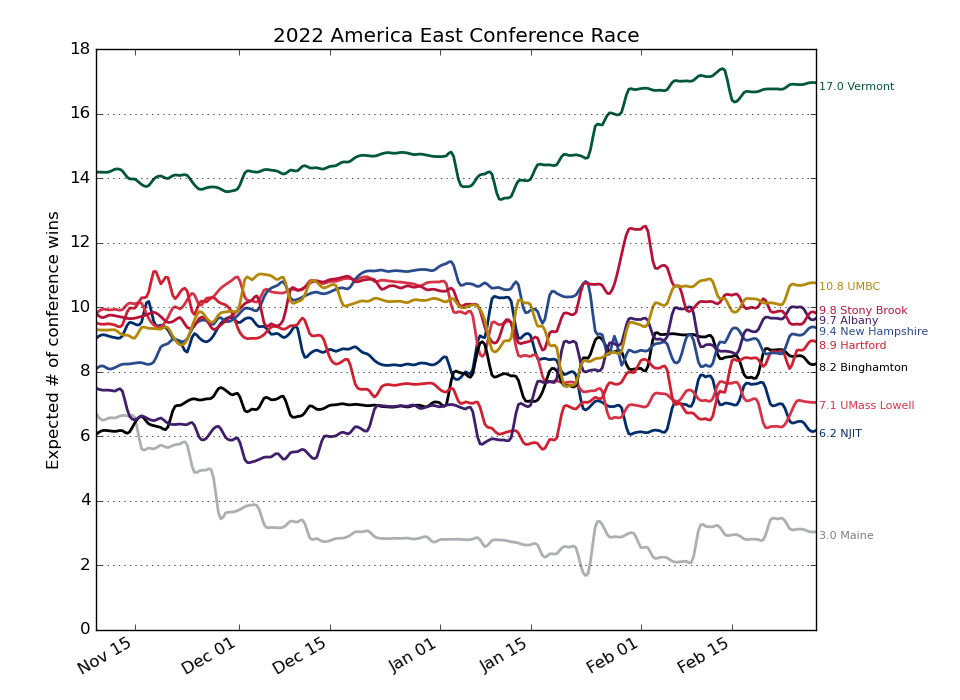 2022 America East Conference Race
Expected # of conference wins
18
16
14
12
10
8
6
4
2
0
17.0 Vermont
10.8 UMBC
9.8 Stony Brook
9.7 Albany
9.4 New Hampshire
8.9 Hartford
8.2 Binghamton
7.1 UMass Lowell
6.2 NJIT
3.0 Maine
Nov 15
Dec 01
Dec 15
Jan 01
Jan 15
Feb 01
Feb 15